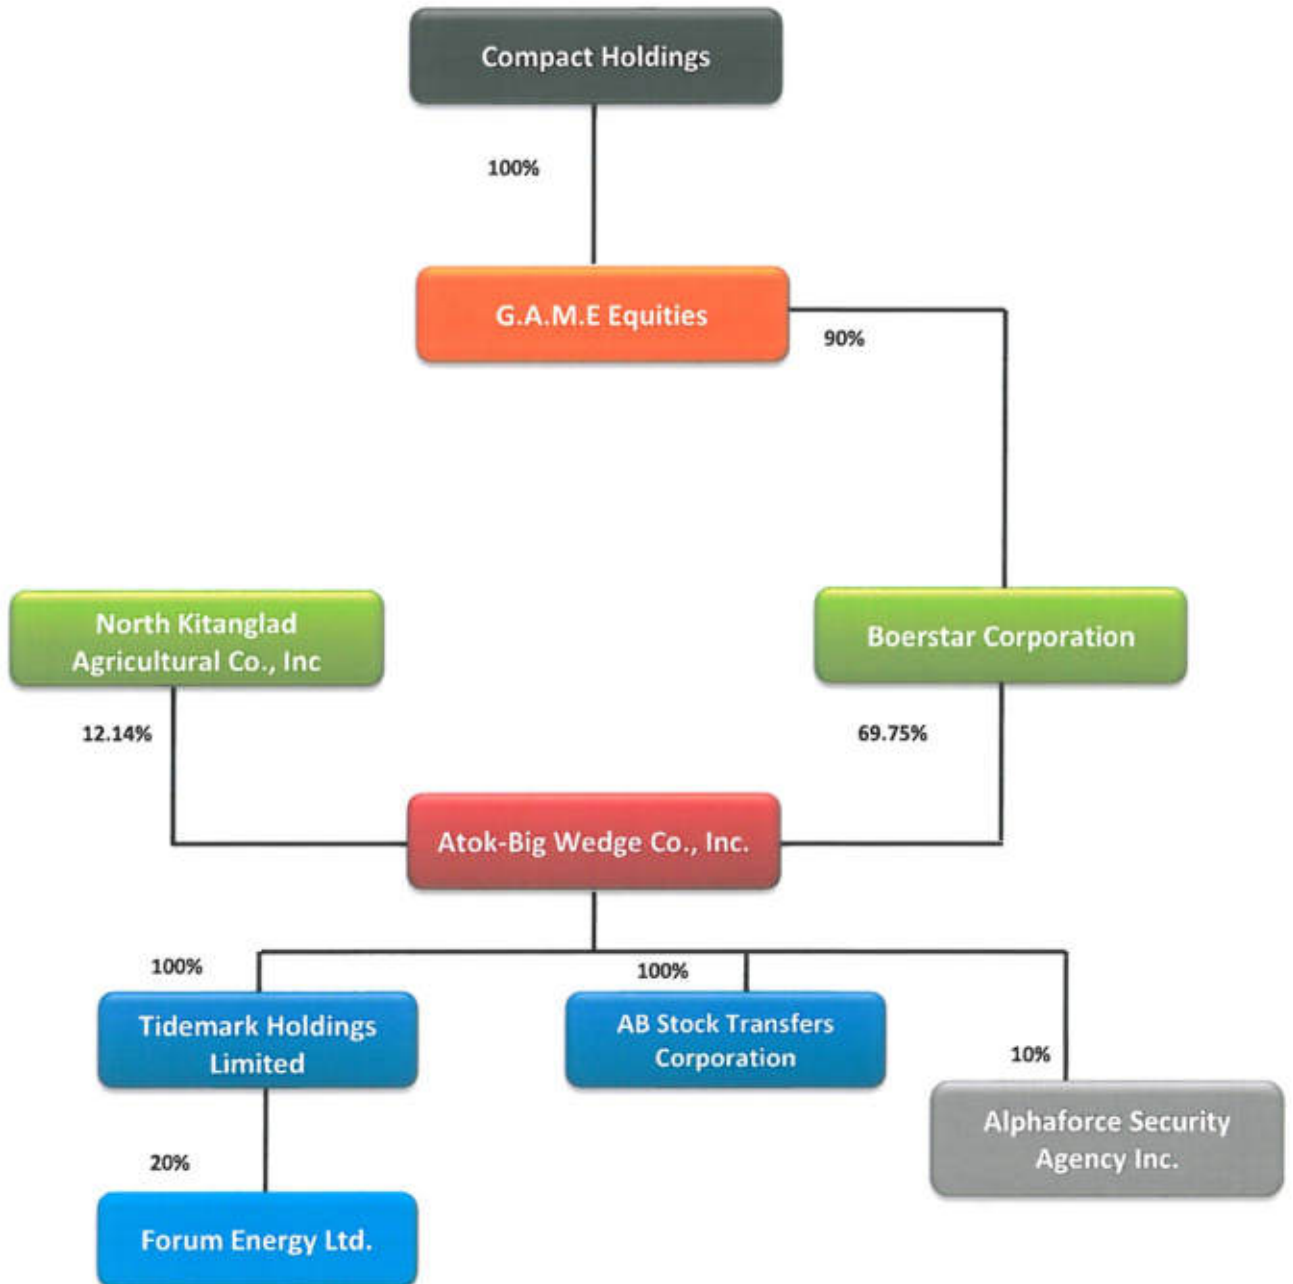 Compact Holdings
100%
G.A.M.E Equities
90%
North Kitanglad
Agricultural Co., Inc
Boerstar Corporation
12.14%
69.75%
Atok-Big Wedge Co., Inc.
100%
100%
Tidemark Holdings
Limited
AB Stock Transfers
Corporation
10%
Alphaforce Security
Agency Inc.
20%
Forum Energy Ltd.